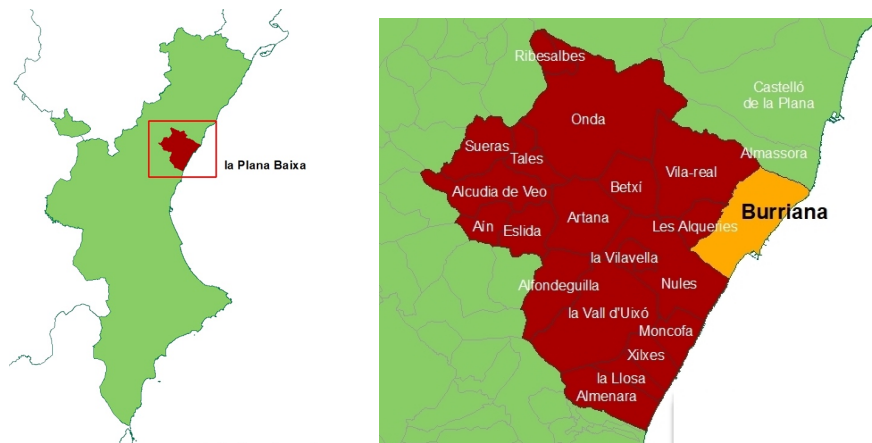 la Plana Baixa
Ribesalbes
Castelló
de la Plana
Onda
Almassora
Sueras
Tales
Vila-real
Betxí
Alcudia de Veo
Burriana
Artana
Les Alqueries
Aín
Eslida
la Vilavella
Alfondeguilla
Nules
la Vall d'Uixó
Moncofa
Xilxes
la Llosa
Almenara